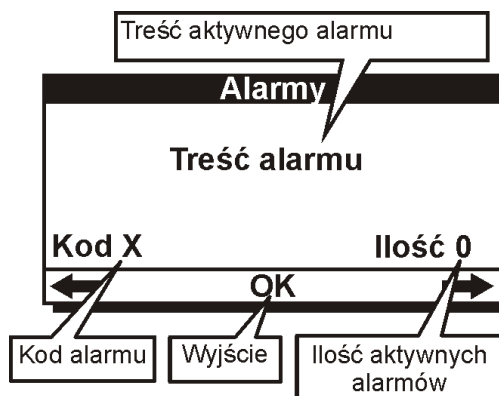 Treść aktywnego alarmu
Alarmy
Treść alarmu
Kod X Ilość 0
OK
Kod alarmu
Wyjście
Ilość aktywnych
alarmów